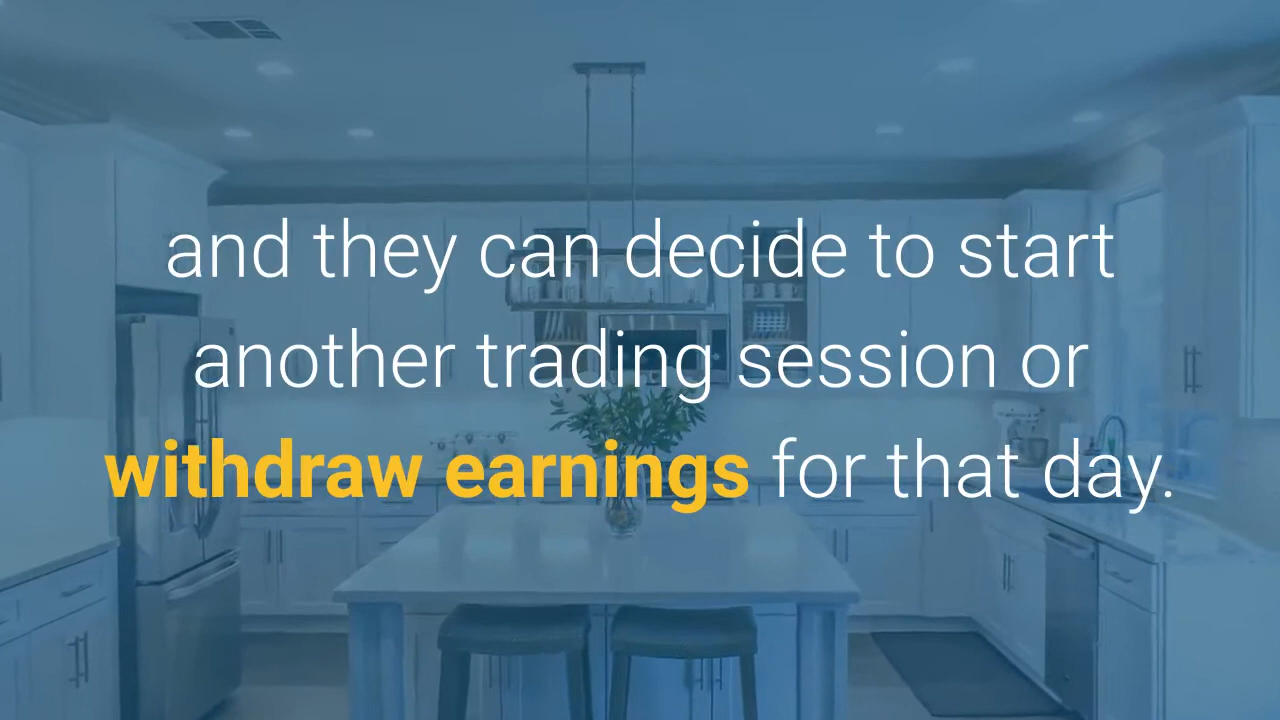 and they can decide to start
another trading session or
withdraw earnings for that day.